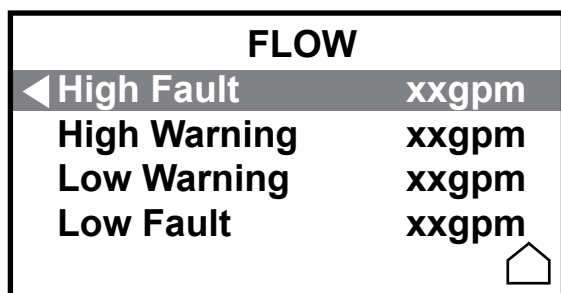 FLOW
High Fault xxgpm
High Warning xxgpm
Low Warning xxgpm
Low Fault xxgpm